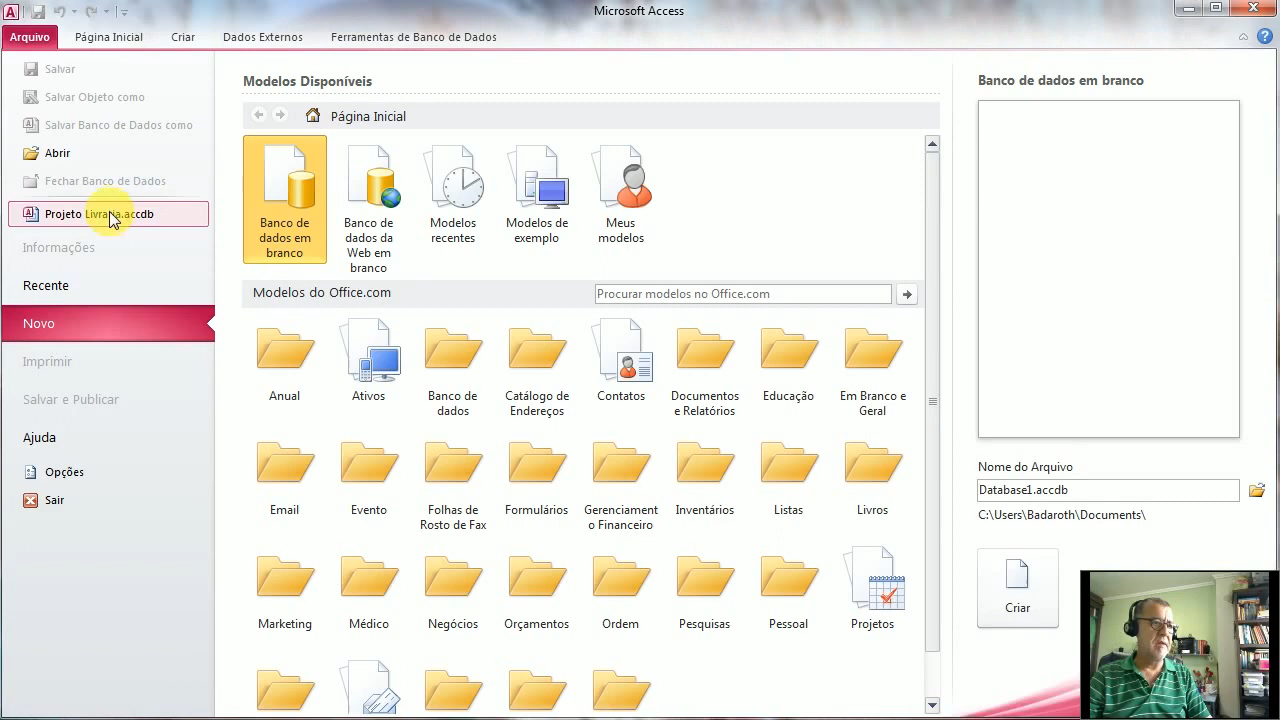 Microsoft Access
Arquivo
Página Inicial
Criar
Dados Externos
Ferramentas de Banco de Dados
Salvar
Salvar Objeto como
Salvar Banco de Dados como
Abrir
Fechar Banco de Dados
Projeto Livraria.accdb
Informações
Recente
Novo
Imprimir
Salvar e Publicar
Ajuda
Opções
Sair
Modelos Disponíveis
Página Inicial
Banco de
dados em
branco
Banco de
dados da
Web em
branco
Modelos
recentes
Modelos de
exemplo
Meus
modelos
Modelos do Office.com
Procurar modelos no Office.com
Anual
Ativos
Banco de
dados
Catálogo de
Endereços
Contatos
Documentos
e Relatórios
Educação
Em Branco e
Geral
Email
Evento
Folhas de
Rosto de Fax
Formulários
Gerenciament
o Financeiro
Inventários
Listas
Livros
Marketing
Médico
Negócios
Orçamentos
Ordem
Pesquisas
Pessoal
Projetos
Banco de dados em branco
Nome do Arquivo
Database1.accdb
C:\Users\Badaroth\Documents\
Criar